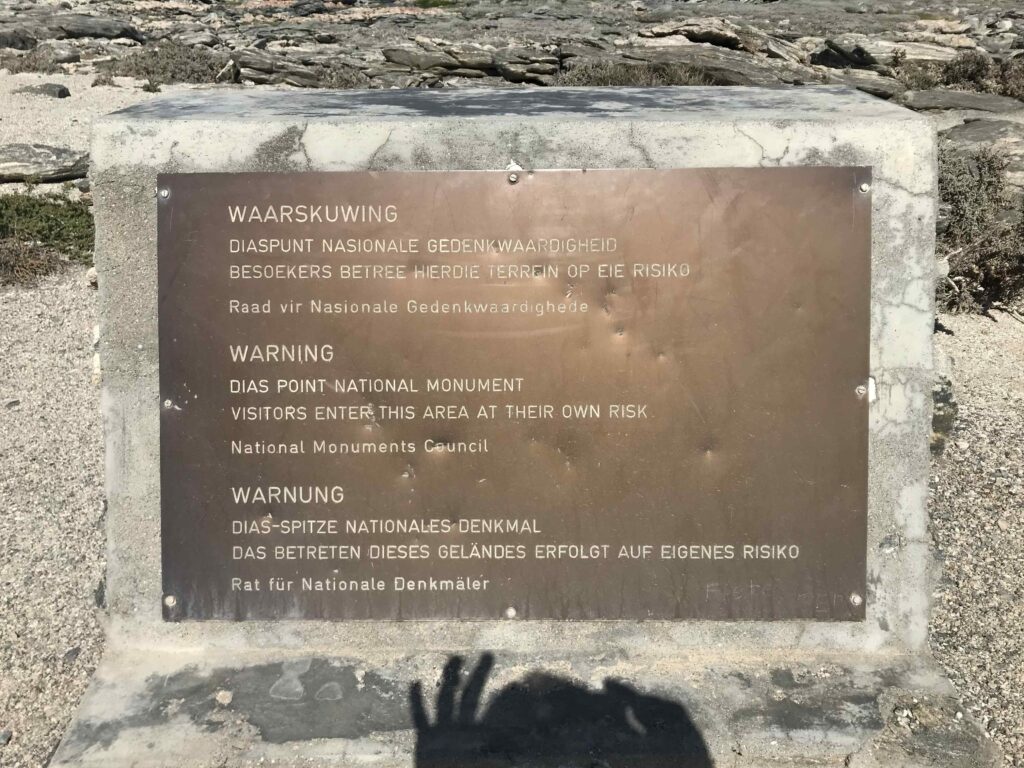 WAARSKUWING
DIASPUNT NASIONALE GEDENKWAARDIGHEID
BESOEKERS BETREE HIERDIE TERREIN OP EIE RISIKO
Raad vir Nasionale Gedenkwaardighede
WARNING
DIAS POINT NATIONAL MONUMENT
VISITORS ENTER THIS AREA AT THEIR OWN RISK
National Monuments Council
WARNUNG
DIAS-SPITZE NATIONALES DENKMAL
DAS BETRETEN DIESES GELÄNDES ERFOLGT AUF EIGENES RISIKO
Rat für Nationale Denkmäler